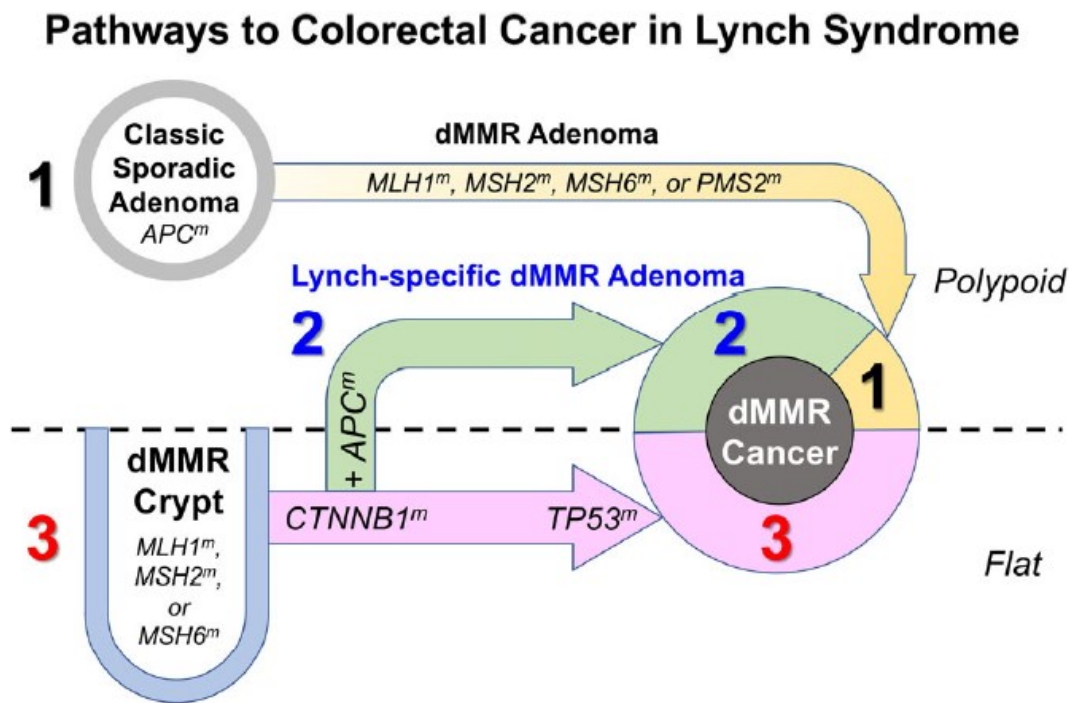 Pathways to Colorectal Cancer in Lynch Syndrome
1
Classic
Sporadic
Adenoma
APCᵐ
dMMR Adenoma
MLH1ᵐ, MSH2ᵐ, MSH6ᵐ, or PMS2ᵐ
Polypoid
Lynch-specific dMMR Adenoma
2
+ APCᵐ
2
1
dMMR
Cancer
3
3
dMMR
Crypt
MLH1ᵐ,
MSH2ᵐ,
or
MSH6ᵐ
CTNNB1ᵐ
TP53ᵐ
Flat